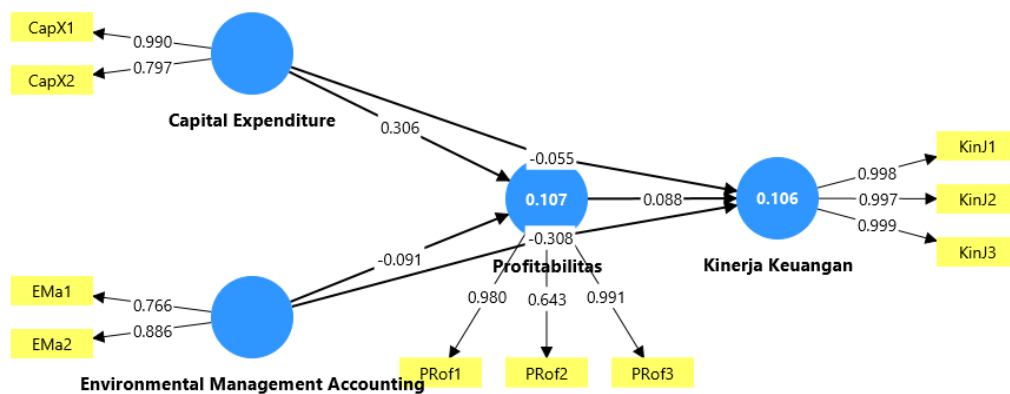 CapX1
0.990
CapX2
0.797
Capital Expenditure
0.306
-0.055
KinJ1
0.998
0.107
0.088
0.106
0.997
KinJ2
0.999
KinJ3
-0.308
-0.091
Profitabilitas
Kinerja Keuangan
EMa1
0.766
EMa2
0.886
0.980
0.643
0.991
Environmental Management Accounting
PRof1
PRof2
PRof3